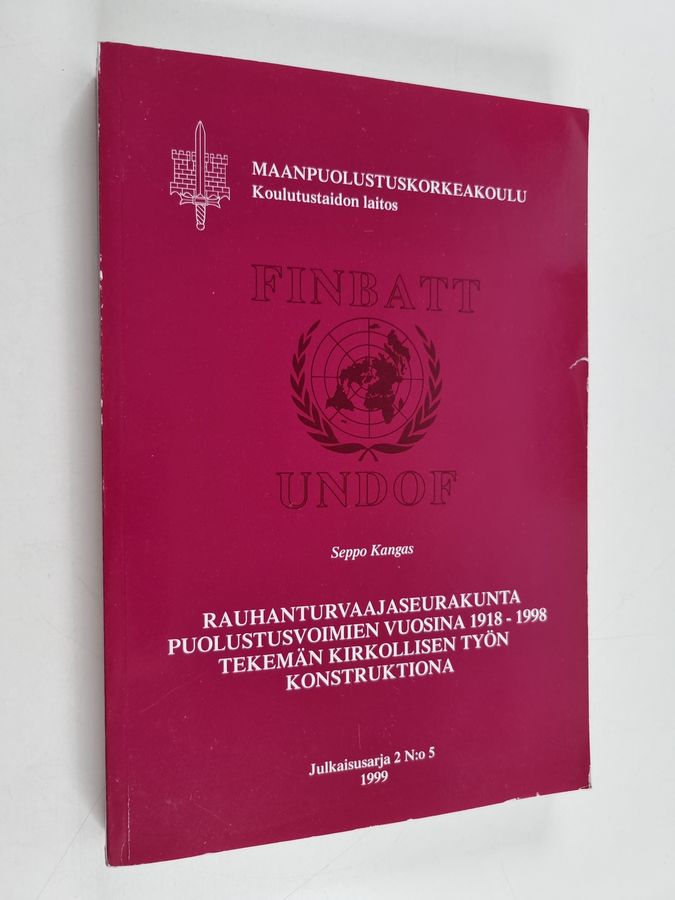 MAANPUOLUSTUSKORKEAKOULU
Koulutustaidon laitos
FINBATT
UNDOF
Seppo Kangas
RAUHANTURVAAJASEURAKUNTA
PUOLUSTUSVOIMIEN VUOSINA 1918 - 1998
TEKEMÄN KIRKOLLISEN TYÖN
KONSTRUKTIONA
Julkaisusarja 2 N:o 5
1999